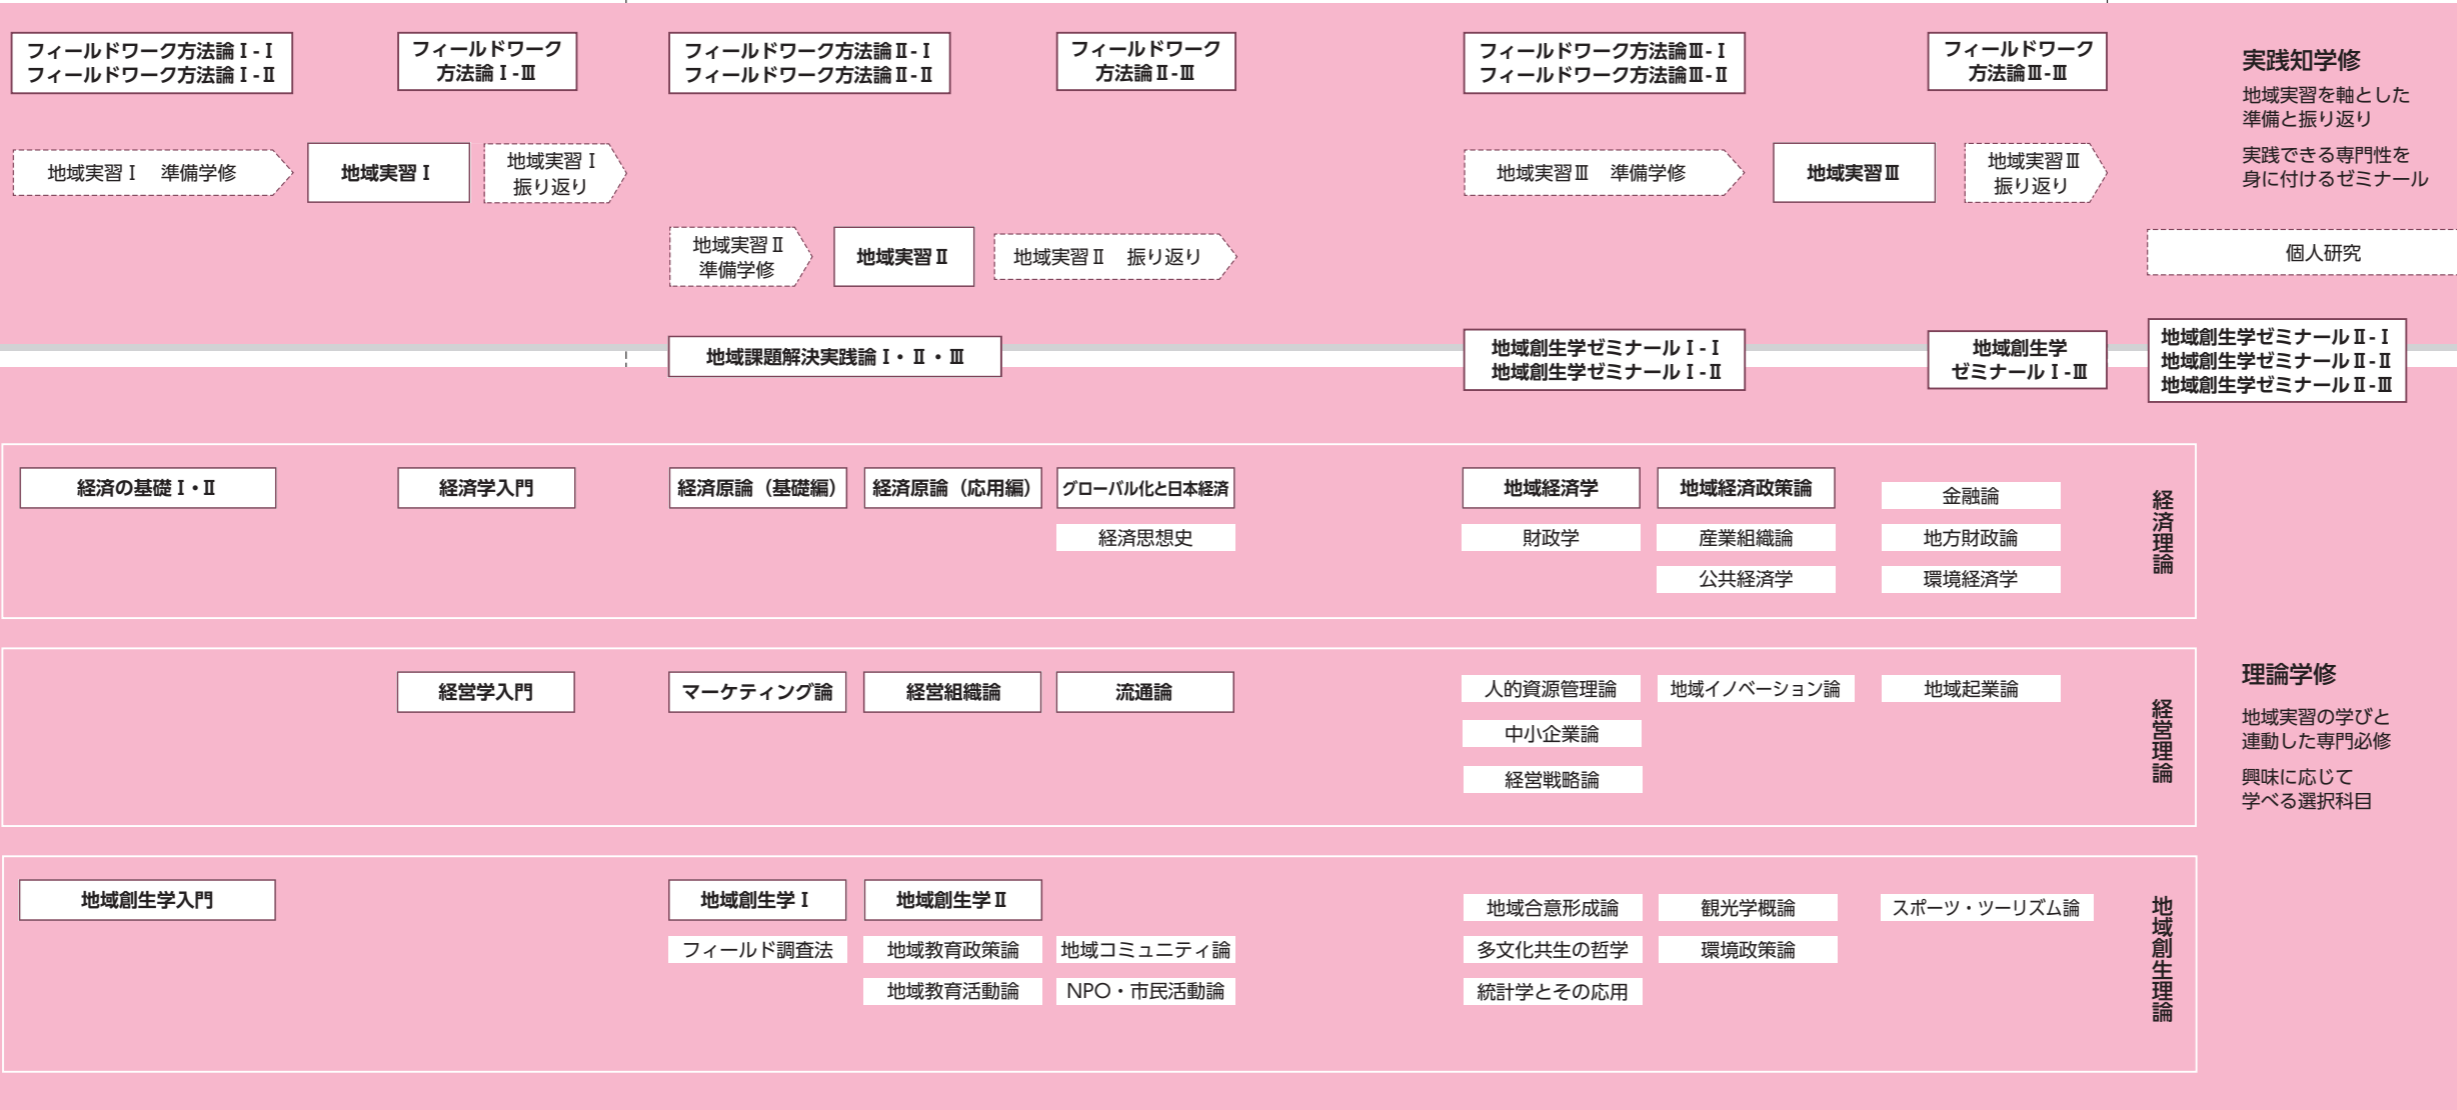 フィールドワーク方法論Ⅰ-Ⅰ
フィールドワーク方法論Ⅰ-Ⅱ
フィールドワーク
方法論Ⅰ-Ⅲ
フィールドワーク方法論Ⅱ-Ⅰ
フィールドワーク方法論Ⅱ-Ⅱ
フィールドワーク
方法論Ⅱ-Ⅲ
フィールドワーク方法論Ⅲ-Ⅰ
フィールドワーク方法論Ⅲ-Ⅱ
フィールドワーク
方法論Ⅲ-Ⅲ
実践知学修
地域実習を軸とした
準備と振り返り
実践できる専門性を
身に付けるゼミナール
地域実習Ⅰ　準備学修
地域実習Ⅰ
地域実習Ⅰ
振り返り
地域実習Ⅲ　準備学修
地域実習Ⅲ
地域実習Ⅲ
振り返り
地域実習Ⅱ
準備学修
地域実習Ⅱ
地域実習Ⅱ　振り返り
個人研究
地域課題解決実践論Ⅰ・Ⅱ・Ⅲ
地域創生学ゼミナールⅠ-Ⅰ
地域創生学ゼミナールⅠ-Ⅱ
地域創生学
ゼミナールⅠ-Ⅲ
地域創生学ゼミナールⅡ-Ⅰ
地域創生学ゼミナールⅡ-Ⅱ
地域創生学ゼミナールⅡ-Ⅲ
経済の基礎Ⅰ・Ⅱ
経済学入門
経済原論（基礎編）
経済原論（応用編）
グローバル化と日本経済
地域経済学
地域経済政策論
金融論
経済思想史
財政学
産業組織論
地方財政論
公共経済学
環境経済学
経済理論
経営学入門
マーケティング論
経営組織論
流通論
人的資源管理論
地域イノベーション論
地域起業論
中小企業論
経営戦略論
経営理論
理論学修
地域実習の学びと
連動した専門必修
興味に応じて
学べる選択科目
地域創生学入門
地域創生学Ⅰ
地域創生学Ⅱ
地域合意形成論
観光学概論
スポーツ・ツーリズム論
フィールド調査法
地域教育政策論
地域コミュニティ論
多文化共生の哲学
環境政策論
地域教育活動論
NPO・市民活動論
統計学とその応用
地域創生理論